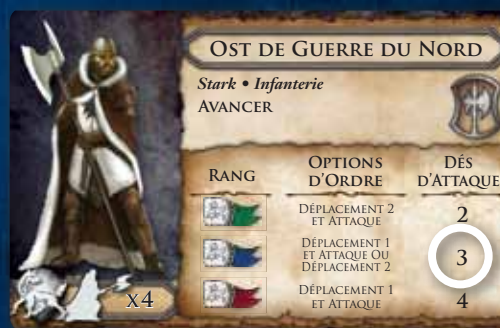 Ost de Guerre du Nord
Stark • Infanterie
Avancer
Rang
Options d'Ordre
Dés d'Attaque
Déplacement 2
et Attaque
2
Déplacement 1
et Attaque Ou
Déplacement 2
3
Déplacement 1
et Attaque
4
x4